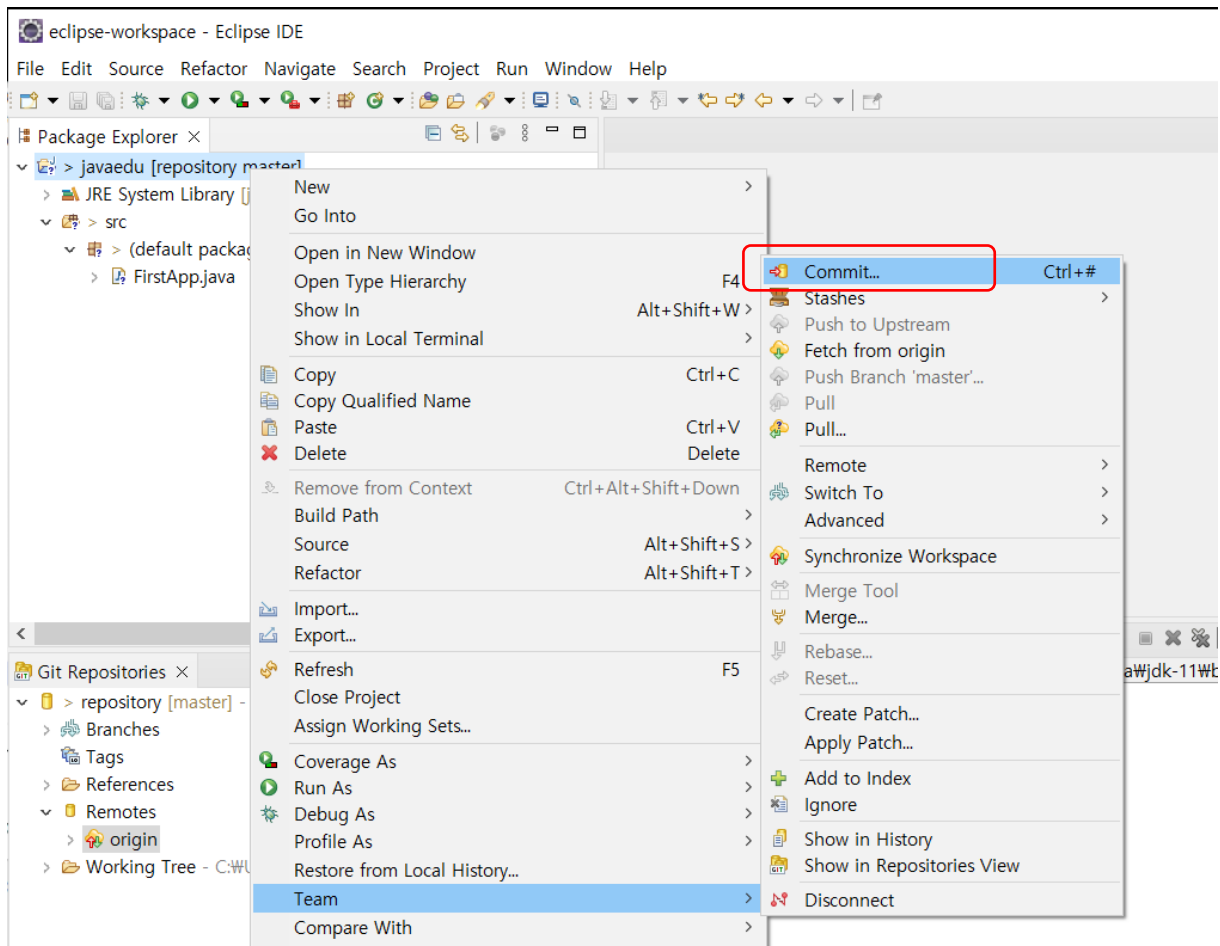 eclipse-workspace - Eclipse IDE
File Edit Source Refactor Navigate Search Project Run Window Help
Package Explorer
> javaedu [repository master]
JRE System Library [j
> src
> (default packag
FirstApp.java
New
Go Into
Open in New Window
Open Type Hierarchy F4
Show In Alt+Shift+W >
Show in Local Terminal
Copy Ctrl+C
Copy Qualified Name
Paste Ctrl+V
Delete Delete
Remove from Context Ctrl+Alt+Shift+Down
Build Path
Source Alt+Shift+S >
Refactor Alt+Shift+T >
Import...
Export...
Refresh F5
Close Project
Assign Working Sets...
Coverage As
Run As
Debug As
Profile As
Restore from Local History...
Team
Compare With
Commit... Ctrl+#
Stashes
Push to Upstream
Fetch from origin
Push Branch 'master'...
Pull
Pull...
Remote
Switch To
Advanced
Synchronize Workspace
Merge Tool
Merge...
Rebase...
Reset...
Create Patch...
Apply Patch...
Add to Index
Ignore
Show in History
Show in Repositories View
Disconnect
Git Repositories
> repository [master] -
Branches
Tags
References
Remotes
origin
Working Tree - C:₩U
a₩jdk-11₩b